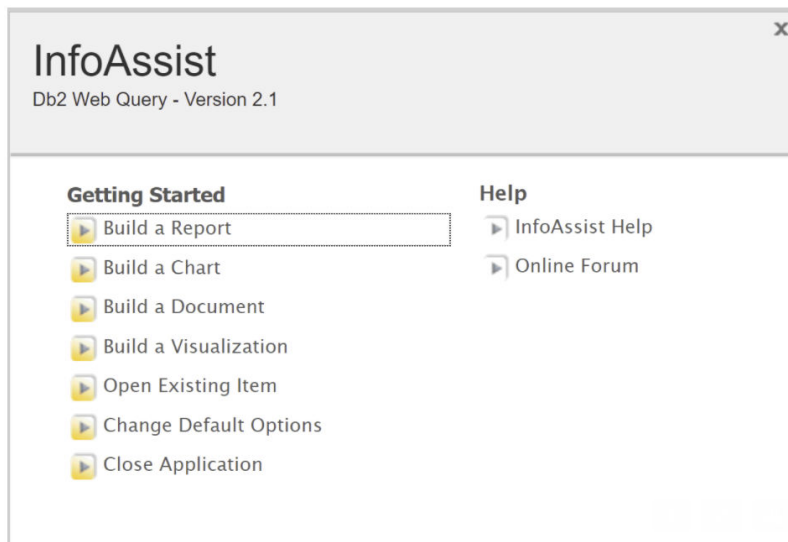 InfoAssist
Db2 Web Query - Version 2.1
Getting Started
Build a Report
Build a Chart
Build a Document
Build a Visualization
Open Existing Item
Change Default Options
Close Application
Help
InfoAssist Help
Online Forum